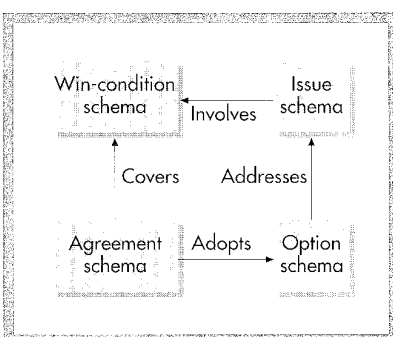 Win-condition
schema
Issue
schema
Involves
Covers
Addresses
Agreement
schema
Adopts
Option
schema